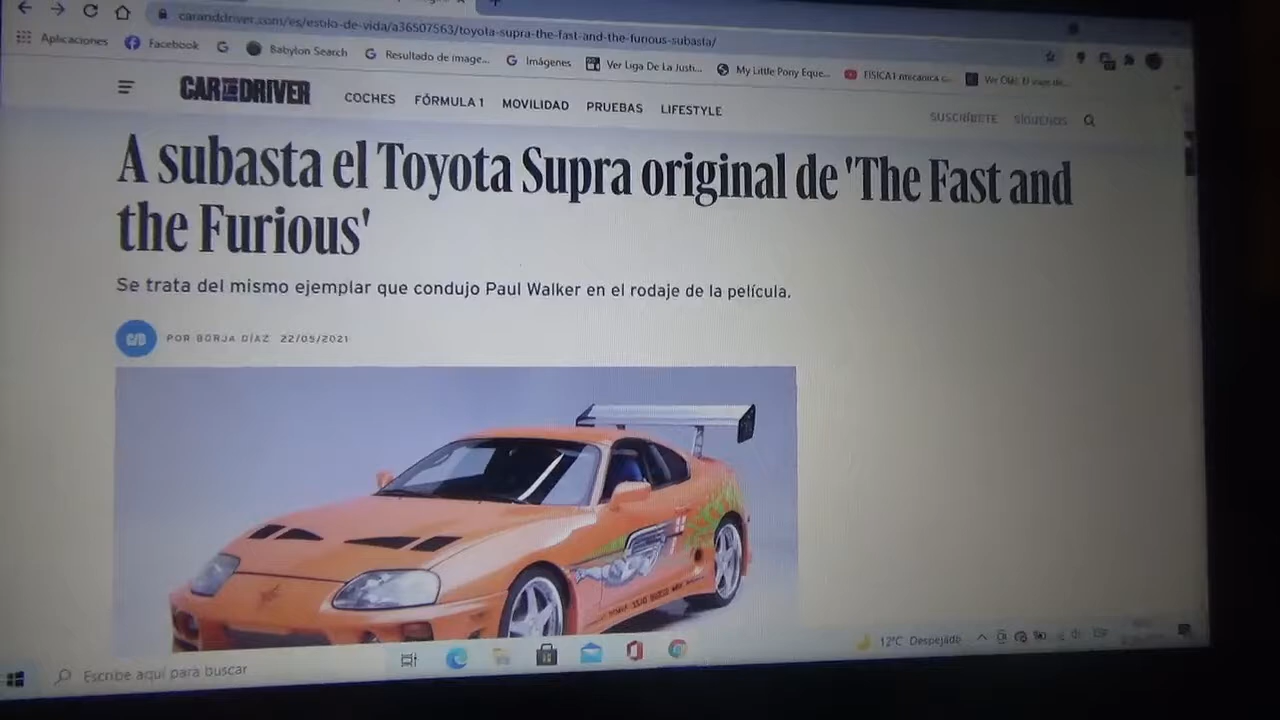 caranddriver.com/es/estilo-de-vida/a36507563/toyota-supra-the-fast-and-the-furious-subasta/
Aplicaciones Facebook Babylon Search Resultado de image... Imágenes Ver Liga De La Justi... My Little Pony Eque...
CAR AND DRIVER COCHES FÓRMULA 1 MOVILIDAD PRUEBAS LIFESTYLE SUSCRÍBETE SÍGUENOS
A subasta el Toyota Supra original de 'The Fast and
the Furious'
Se trata del mismo ejemplar que condujo Paul Walker en el rodaje de la película.
C/D POR BORJA DÍAZ 22/05/2021
12°C Despejado
Escribe aquí para buscar